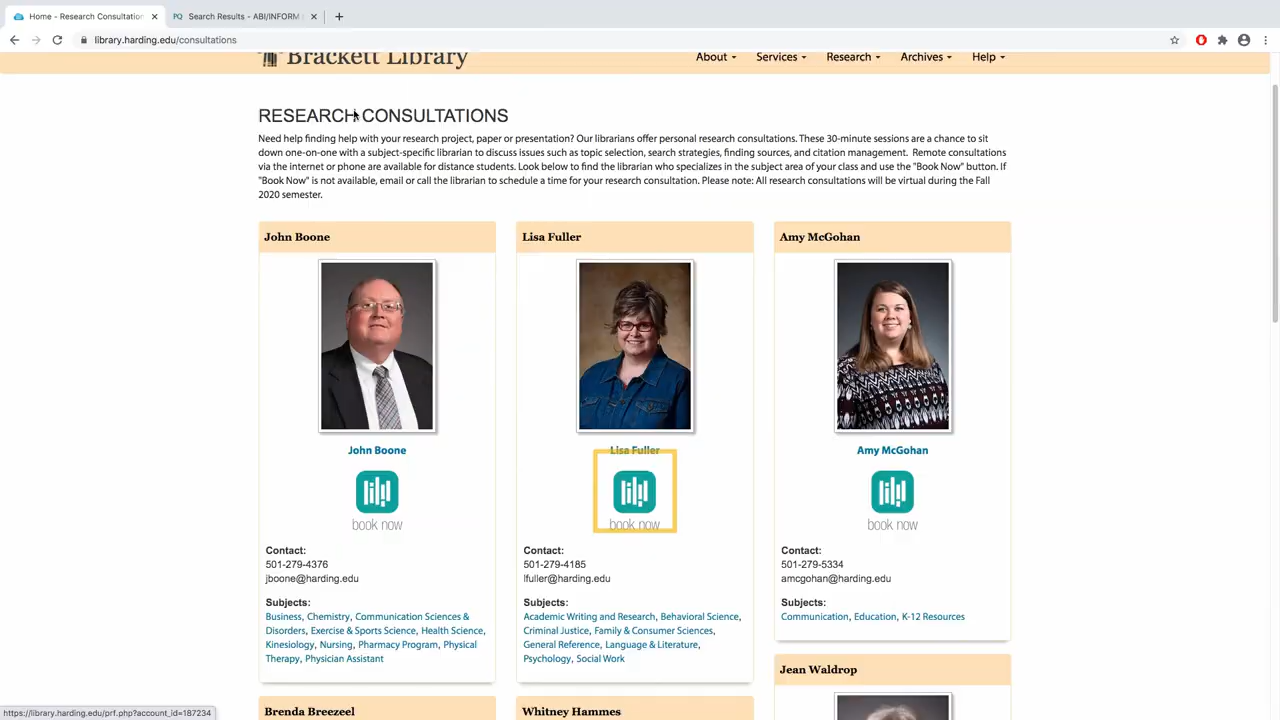 Home - Research Consultation
PQ Search Results - ABI/INFORM
library.harding.edu/consultations
Brackett Library
About Services Research Archives Help
RESEARCH CONSULTATIONS
Need help finding help with your research project, paper or presentation? Our librarians offer personal research consultations. These 30-minute sessions are a chance to sit
down one-on-one with a subject-specific librarian to discuss issues such as topic selection, search strategies, finding sources, and citation management. Remote consultations
via the internet or phone are available for distance students. Look below to find the librarian who specializes in the subject area of your class and use the "Book Now" button. If
"Book Now" is not available, email or call the librarian to schedule a time for your research consultation. Please note: All research consultations will be virtual during the Fall
2020 semester.
John Boone
John Boone
book now
Contact:
501-279-4376
jboone@harding.edu
Subjects:
Business, Chemistry, Communication Sciences &
Disorders, Exercise & Sports Science, Health Science,
Kinesiology, Nursing, Pharmacy Program, Physical
Therapy, Physician Assistant
Lisa Fuller
Lisa Fuller
book now
Contact:
501-279-4185
lfuller@harding.edu
Subjects:
Academic Writing and Research, Behavioral Science,
Criminal Justice, Family & Consumer Sciences,
General Reference, Language & Literature,
Psychology, Social Work
Amy McGohan
Amy McGohan
book now
Contact:
501-279-5334
amcgohan@harding.edu
Subjects:
Communication, Education, K-12 Resources
Jean Waldrop
Brenda Breezeel
Whitney Hammes
https://library.harding.edu/prf.php?account_id=187234